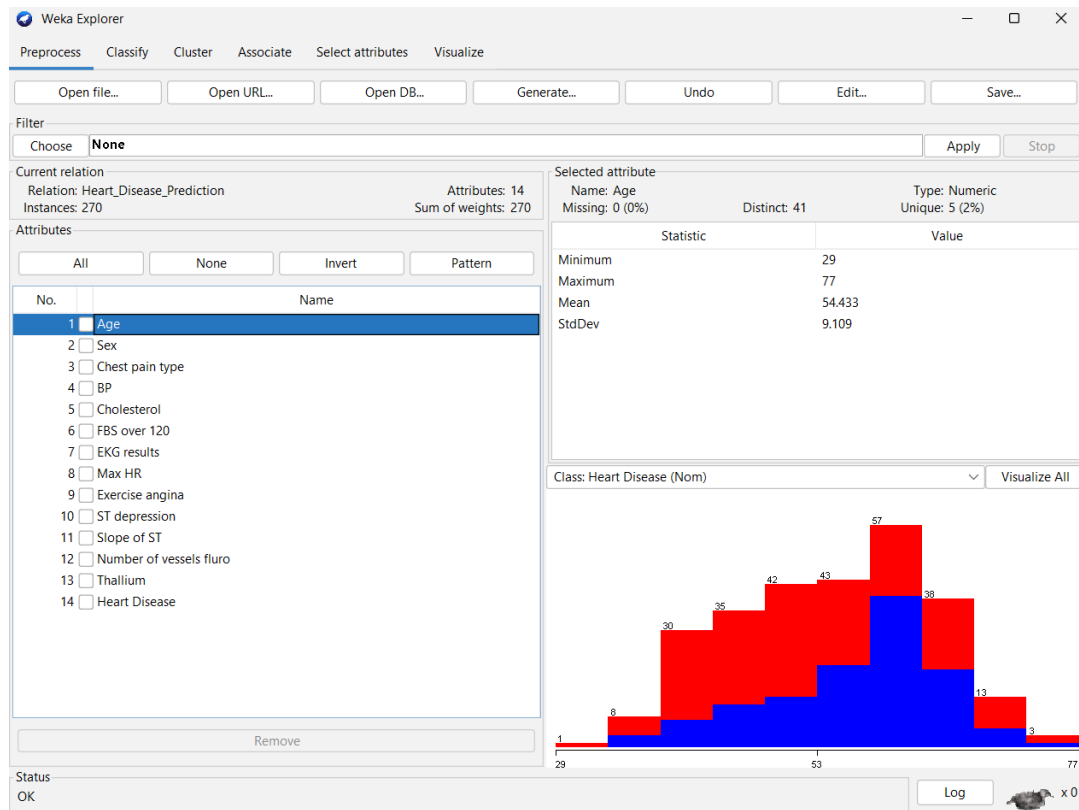 Weka Explorer
Preprocess Classify Cluster Associate Select attributes Visualize
Open file... Open URL... Open DB... Generate... Undo Edit... Save...
Filter
Choose None Apply Stop
Current relation
Relation: Heart_Disease_Prediction Attributes: 14
Instances: 270 Sum of weights: 270
Attributes
All None Invert Pattern
No. Name
1 Age
2 Sex
3 Chest pain type
4 BP
5 Cholesterol
6 FBS over 120
7 EKG results
8 Max HR
9 Exercise angina
10 ST depression
11 Slope of ST
12 Number of vessels fluro
13 Thallium
14 Heart Disease
Remove
Selected attribute
Name: Age Type: Numeric
Missing: 0 (0%) Distinct: 41 Unique: 5 (2%)
Statistic Value
Minimum 29
Maximum 77
Mean 54.433
StdDev 9.109
Class: Heart Disease (Nom) Visualize All
1 8 30 35 42 43 57 38 13 3
29 53 77
Status
OK Log x 0